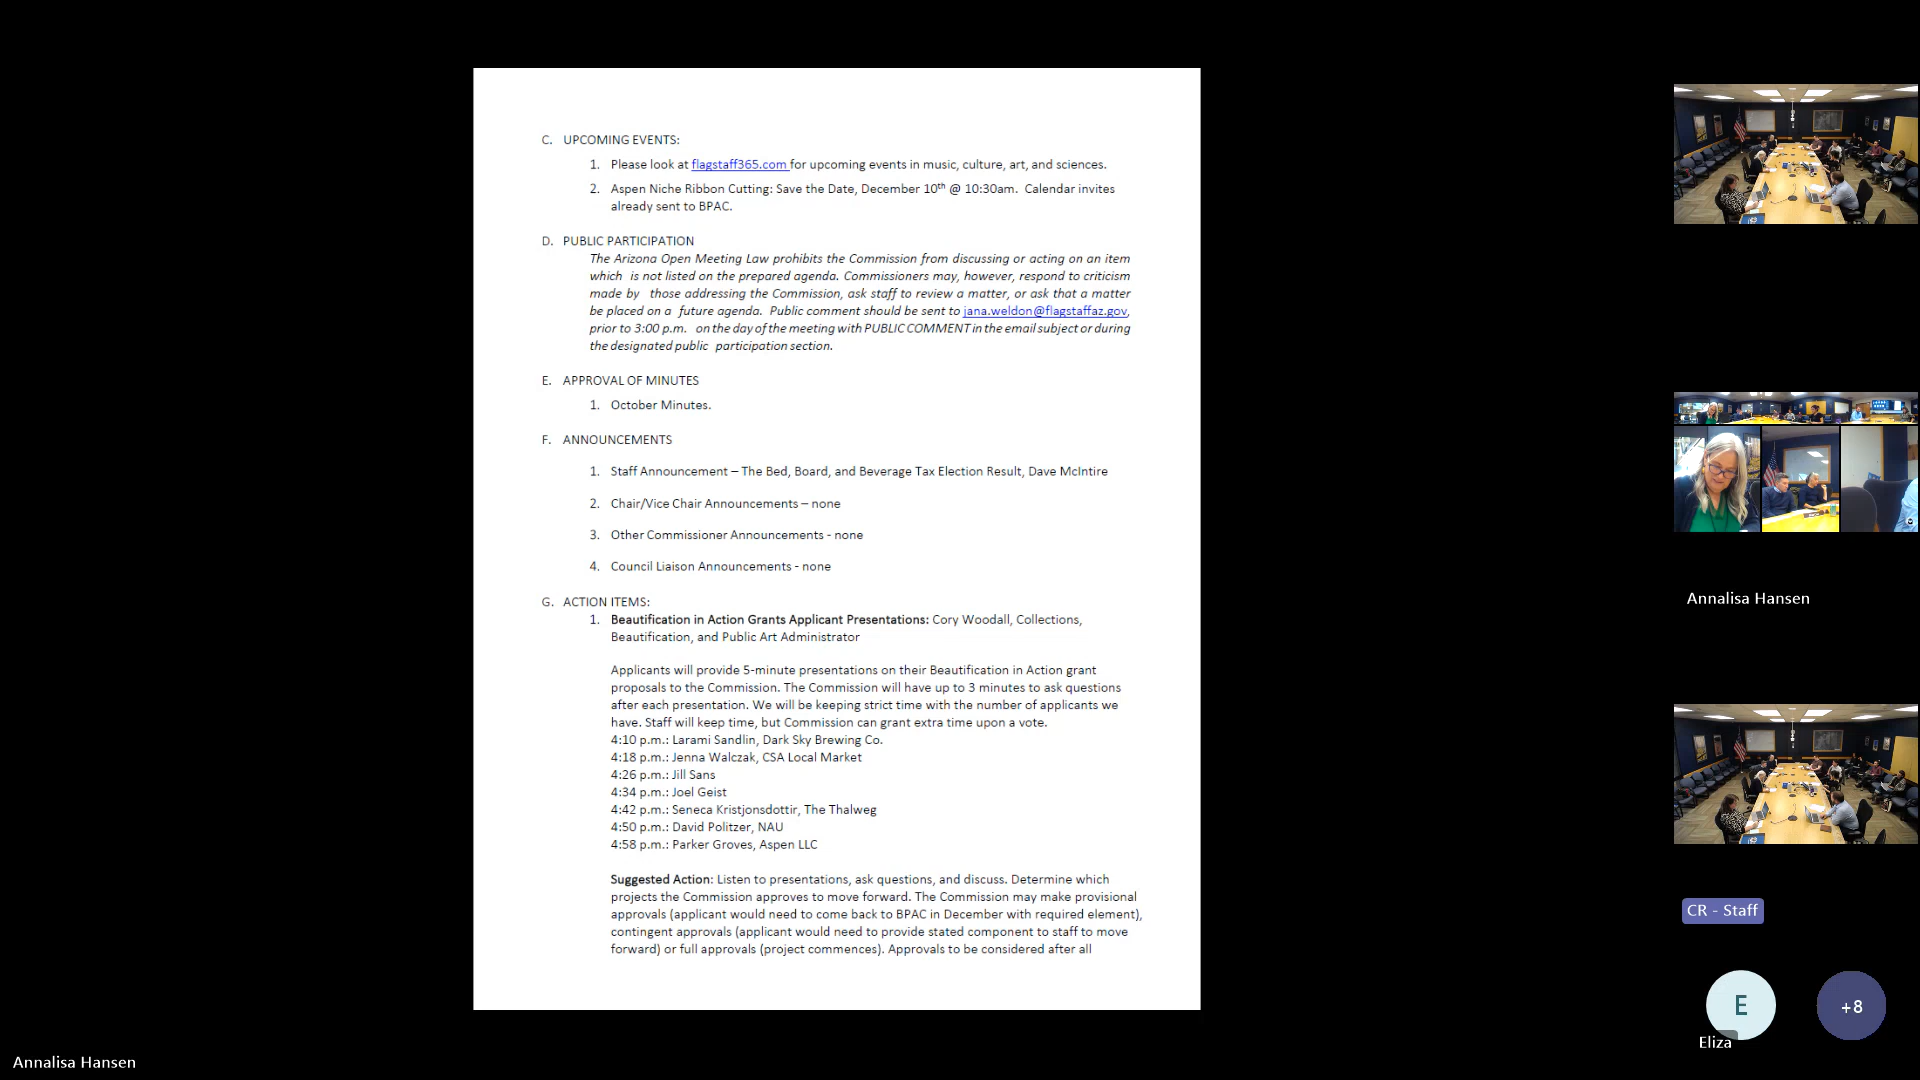 C. UPCOMING EVENTS:
1. Please look at flagstaff365.com for upcoming events in music, culture, art, and sciences.
2. Aspen Niche Ribbon Cutting: Save the Date, December 10th @ 10:30am. Calendar invites
already sent to BPAC.
D. PUBLIC PARTICIPATION
The Arizona Open Meeting Law prohibits the Commission from discussing or acting on an item
which is not listed on the prepared agenda. Commissioners may, however, respond to criticism
made by those addressing the Commission, ask staff to review a matter, or ask that a matter
be placed on a future agenda. Public comment should be sent to jana.weldon@flagstaffaz.gov,
prior to 3:00 p.m. on the day of the meeting with PUBLIC COMMENT in the email subject or during
the designated public participation section.
E. APPROVAL OF MINUTES
1. October Minutes.
F. ANNOUNCEMENTS
1. Staff Announcement – The Bed, Board, and Beverage Tax Election Result, Dave McIntire
2. Chair/Vice Chair Announcements – none
3. Other Commissioner Announcements - none
4. Council Liaison Announcements - none
G. ACTION ITEMS:
1. Beautification in Action Grants Applicant Presentations: Cory Woodall, Collections,
Beautification, and Public Art Administrator
Applicants will provide 5-minute presentations on their Beautification in Action grant
proposals to the Commission. The Commission will have up to 3 minutes to ask questions
after each presentation. We will be keeping strict time with the number of applicants we
have. Staff will keep time, but Commission can grant extra time upon a vote.
4:10 p.m.: Larami Sandlin, Dark Sky Brewing Co.
4:18 p.m.: Jenna Walczak, CSA Local Market
4:26 p.m.: Jill Sans
4:34 p.m.: Joel Geist
4:42 p.m.: Seneca Kristjonsdottir, The Thalweg
4:50 p.m.: David Politzer, NAU
4:58 p.m.: Parker Groves, Aspen LLC
Suggested Action: Listen to presentations, ask questions, and discuss. Determine which
projects the Commission approves to move forward. The Commission may make provisional
approvals (applicant would need to come back to BPAC in December with required element),
contingent approvals (applicant would need to provide stated component to staff to move
forward) or full approvals (project commences). Approvals to be considered after all
Annalisa Hansen
CR - Staff
E
+8
Eliza
Annalisa Hansen